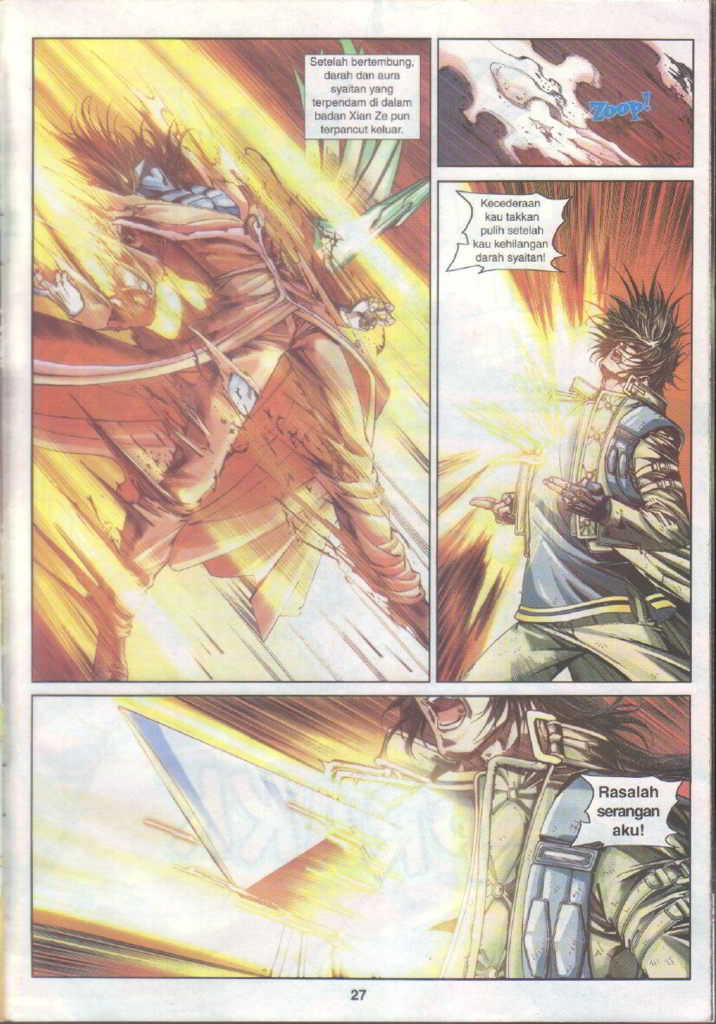 Setelah bertembung,
darah dan aura
syaitan yang
terpendam di dalam
badan Xian Ze pun
terpancut keluar.
Zoop!
Kecederaan
kau takkan
pulih setelah
kau kehilangan
darah syaitan!
Rasalah
serangan
aku!
27